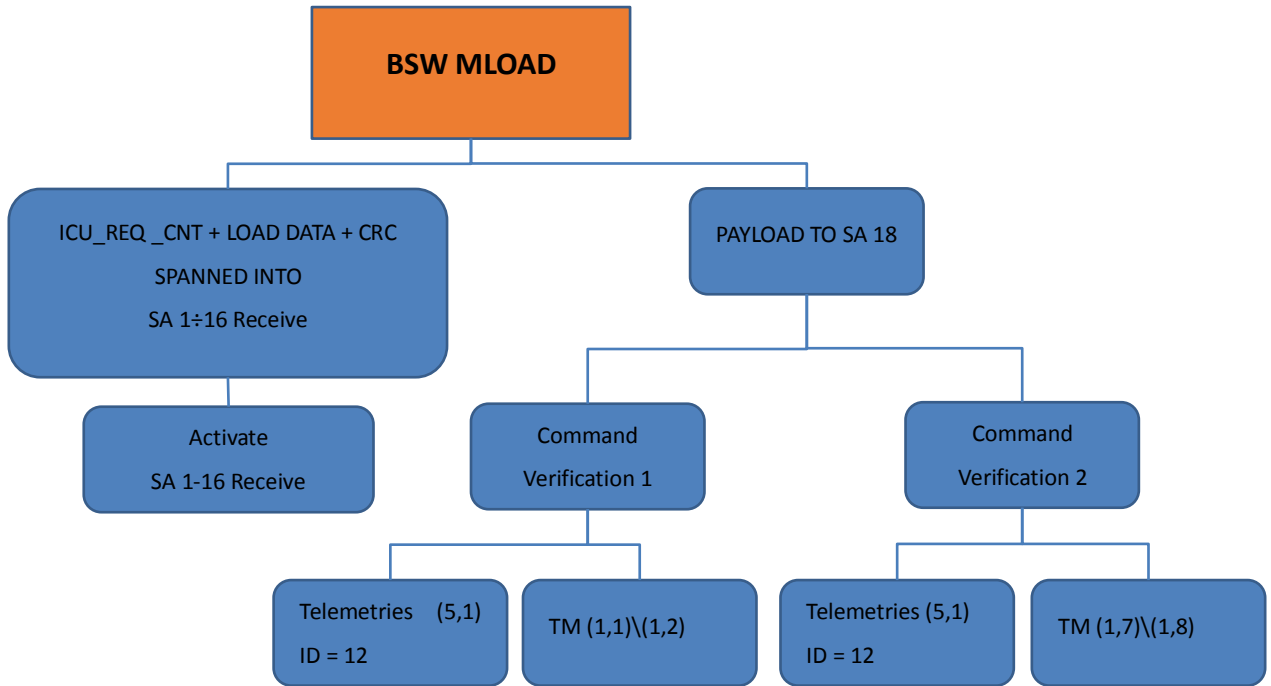 BSW MLOAD
ICU_REQ _CNT + LOAD DATA + CRC
SPANNED INTO
SA 1÷16 Receive
PAYLOAD TO SA 18
Activate
SA 1-16 Receive
Command
Verification 1
Command
Verification 2
Telemetries (5,1)
ID = 12
TM (1,1)\(1,2)
Telemetries (5,1)
ID = 12
TM (1,7)\(1,8)